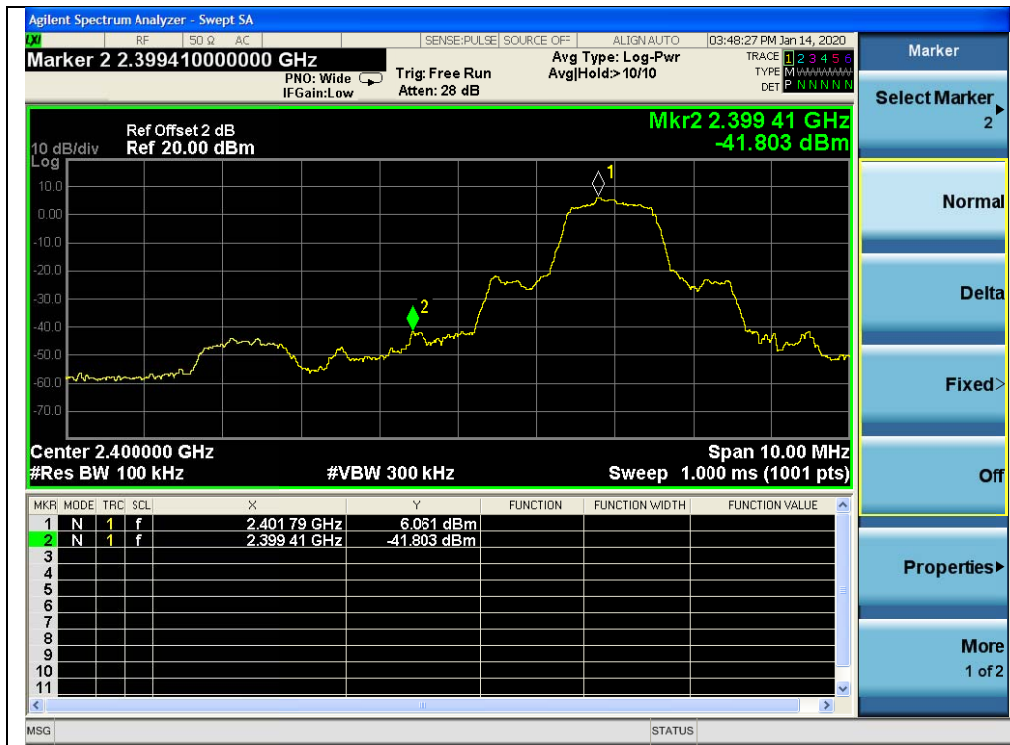 Agilent Spectrum Analyzer - Swept SA
LXI RF 50 Ω AC SENSE:PULSE SOURCE OFF ALIGN AUTO 03:48:27 PM Jan 14, 2020
Marker 2 2.399410000000 GHz
PNO: Wide
IFGain:Low
Trig: Free Run
Atten: 28 dB
Avg Type: Log-Pwr
Avg|Hold:>10/10
TRACE 1 2 3 4 5 6
TYPE M
DET P N N N N N
Ref Offset 2 dB
10 dB/div Ref 20.00 dBm
Log
Mkr2 2.399 41 GHz
-41.803 dBm
10.0
0.00
-10.0
-20.0
-30.0
-40.0
-50.0
-60.0
-70.0
1
2
Center 2.400000 GHz Span 10.00 MHz
#Res BW 100 kHz #VBW 300 kHz Sweep 1.000 ms (1001 pts)
MKR MODE TRC SCL X Y FUNCTION FUNCTION WIDTH FUNCTION VALUE
1 N 1 f 2.401 79 GHz 6.061 dBm
2 N 1 f 2.399 41 GHz -41.803 dBm
3
4
5
6
7
8
9
10
11
MSG STATUS
Marker
Select Marker
2
Normal
Delta
Fixed>
Off
Properties
More
1 of 2